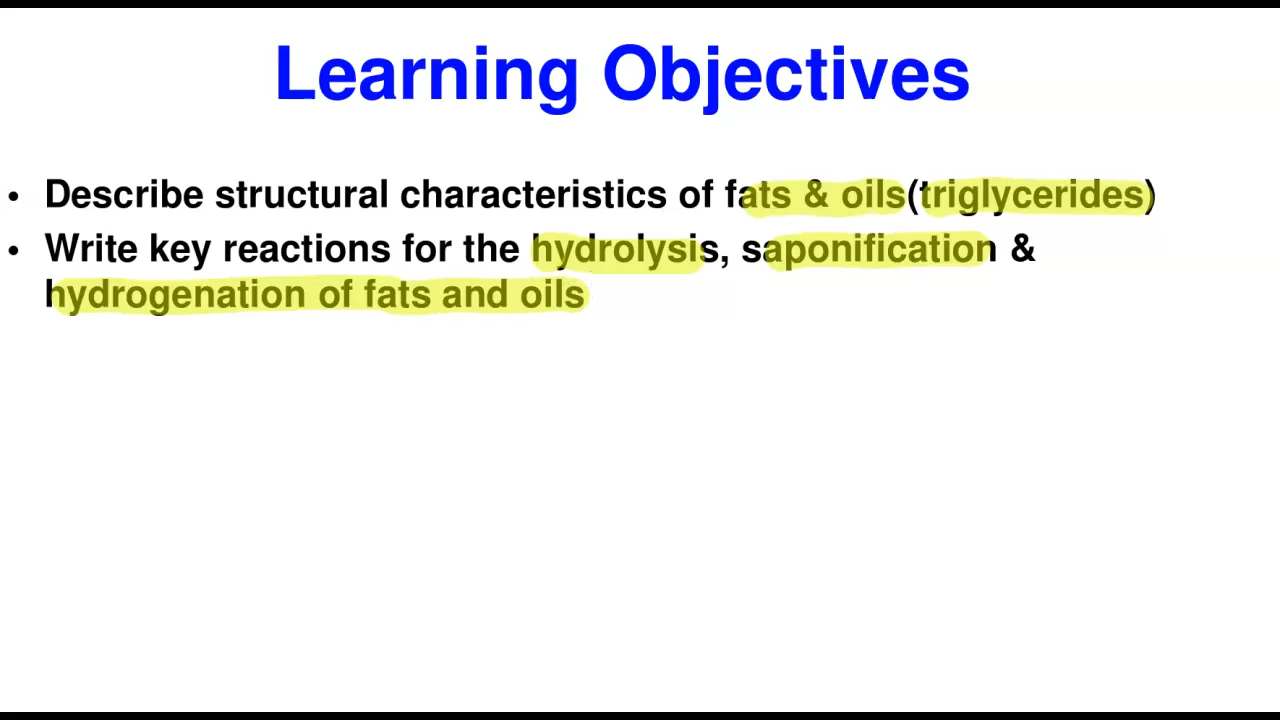 Learning Objectives
• Describe structural characteristics of fats & oils(triglycerides)
• Write key reactions for the hydrolysis, saponification &
hydrogenation of fats and oils